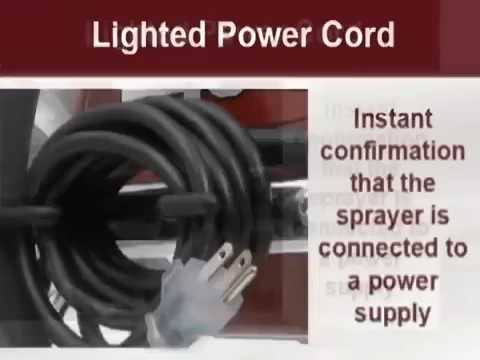 Lighted Power Cord
Instant
confirmation
that the
sprayer is
connected to
a power
supply